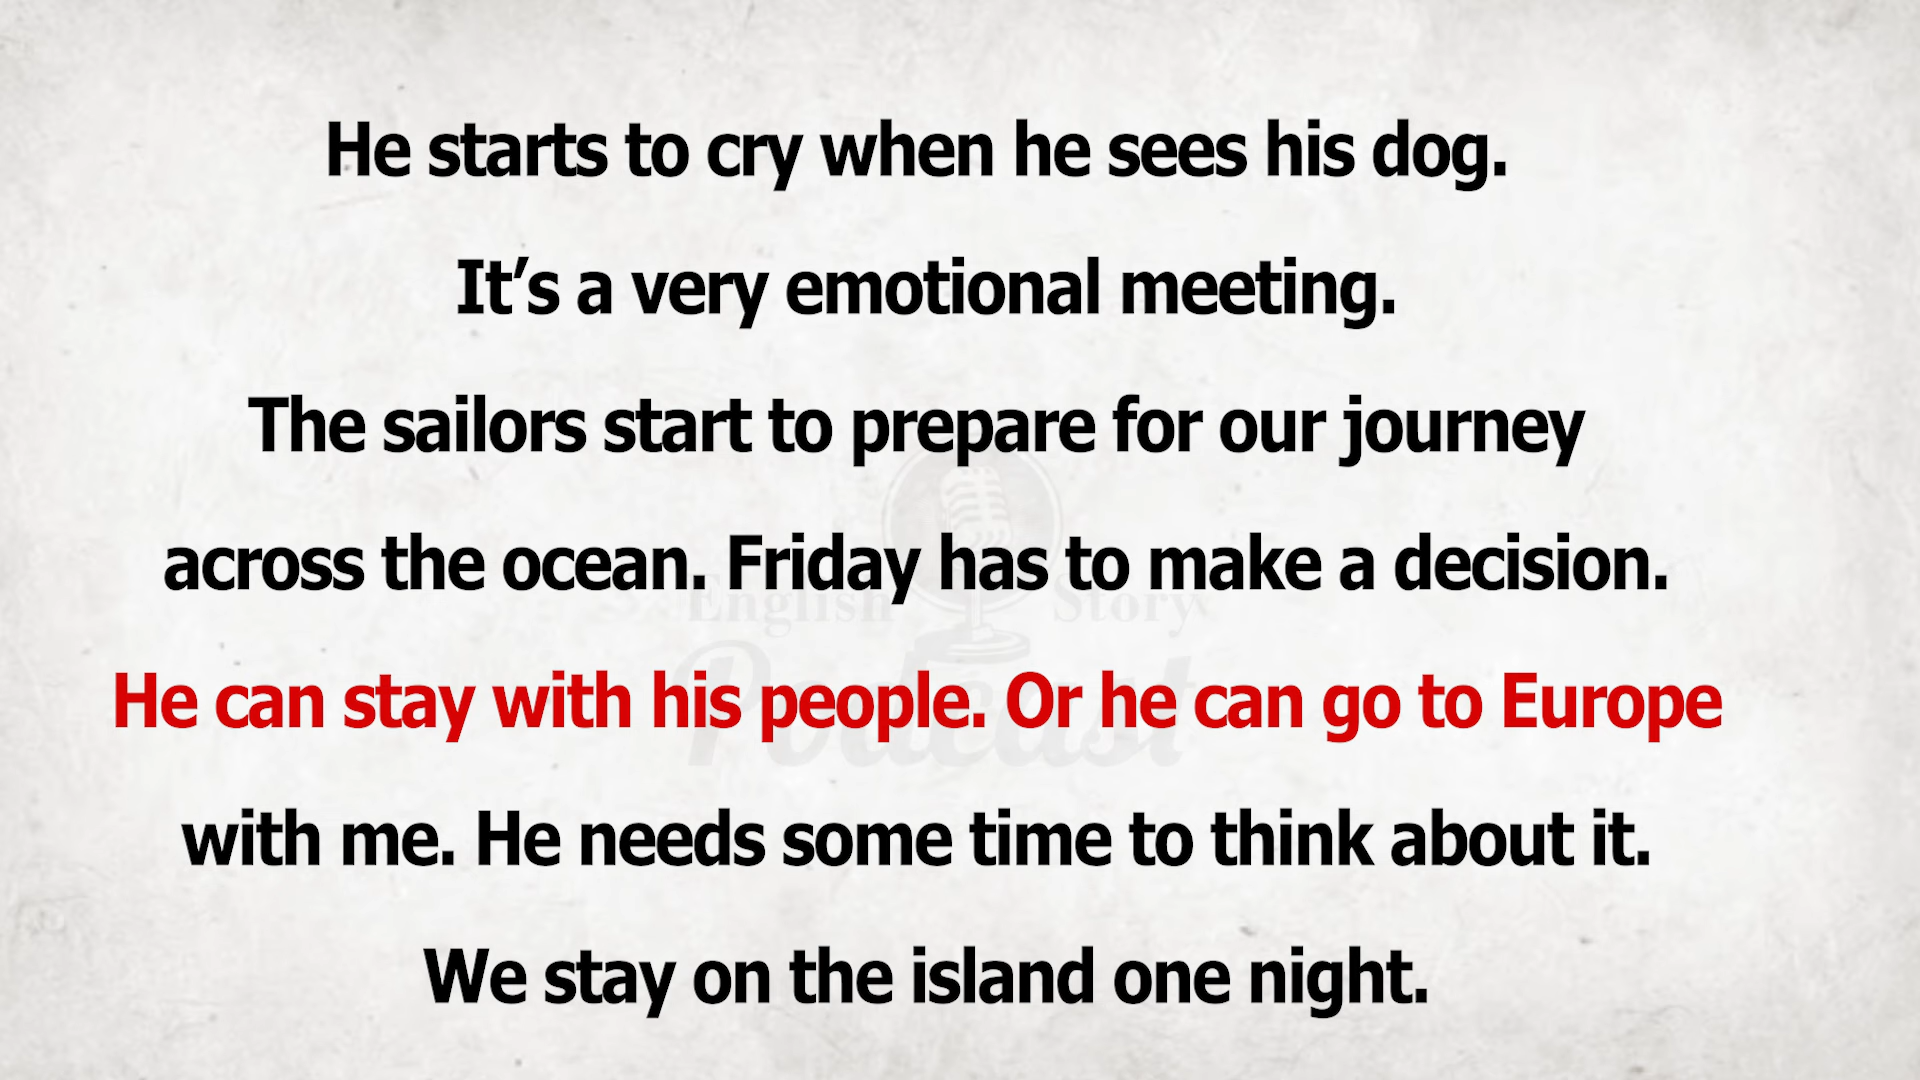 He starts to cry when he sees his dog.
It’s a very emotional meeting.
The sailors start to prepare for our journey
across the ocean. Friday has to make a decision.
English Story
Podcast
He can stay with his people. Or he can go to Europe
with me. He needs some time to think about it.
We stay on the island one night.